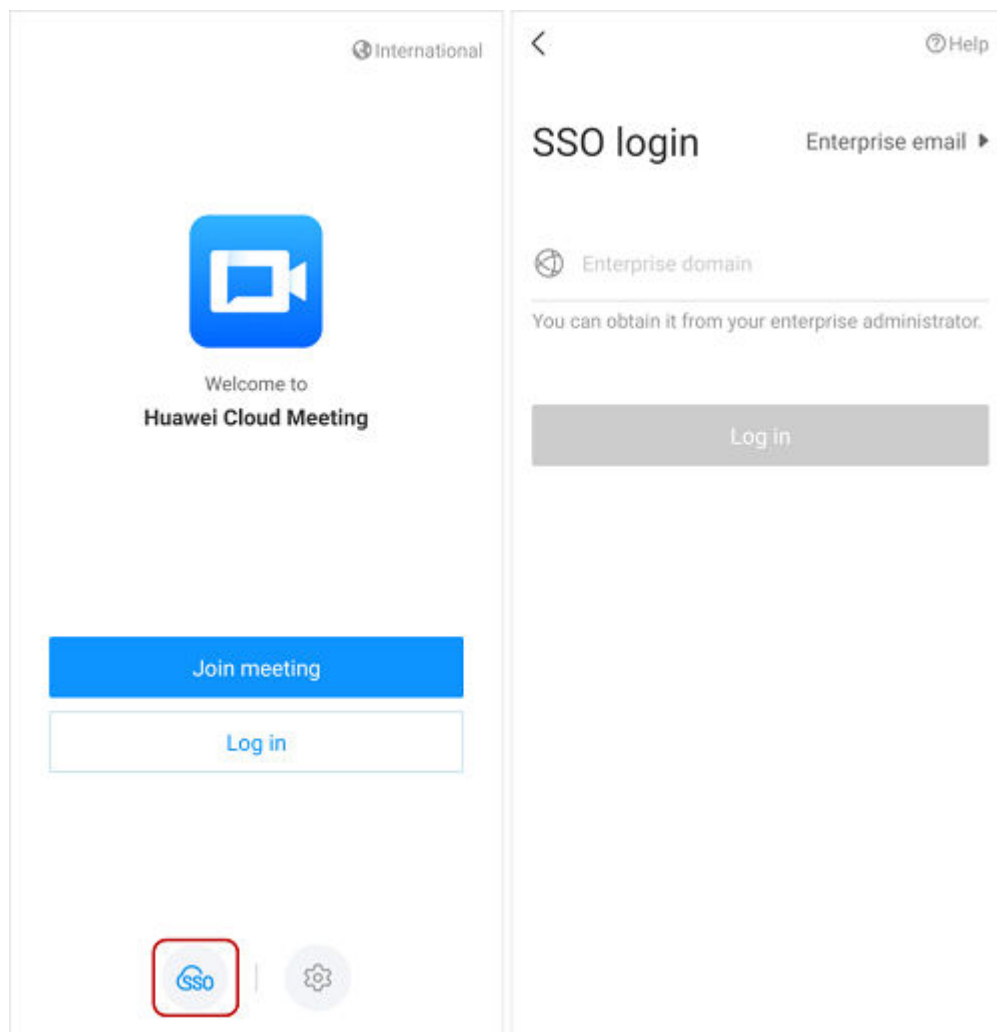 International
Welcome to
Huawei Cloud Meeting
Join meeting
Log in
SSO
Help
SSO login
Enterprise email
Enterprise domain
You can obtain it from your enterprise administrator.
Log in